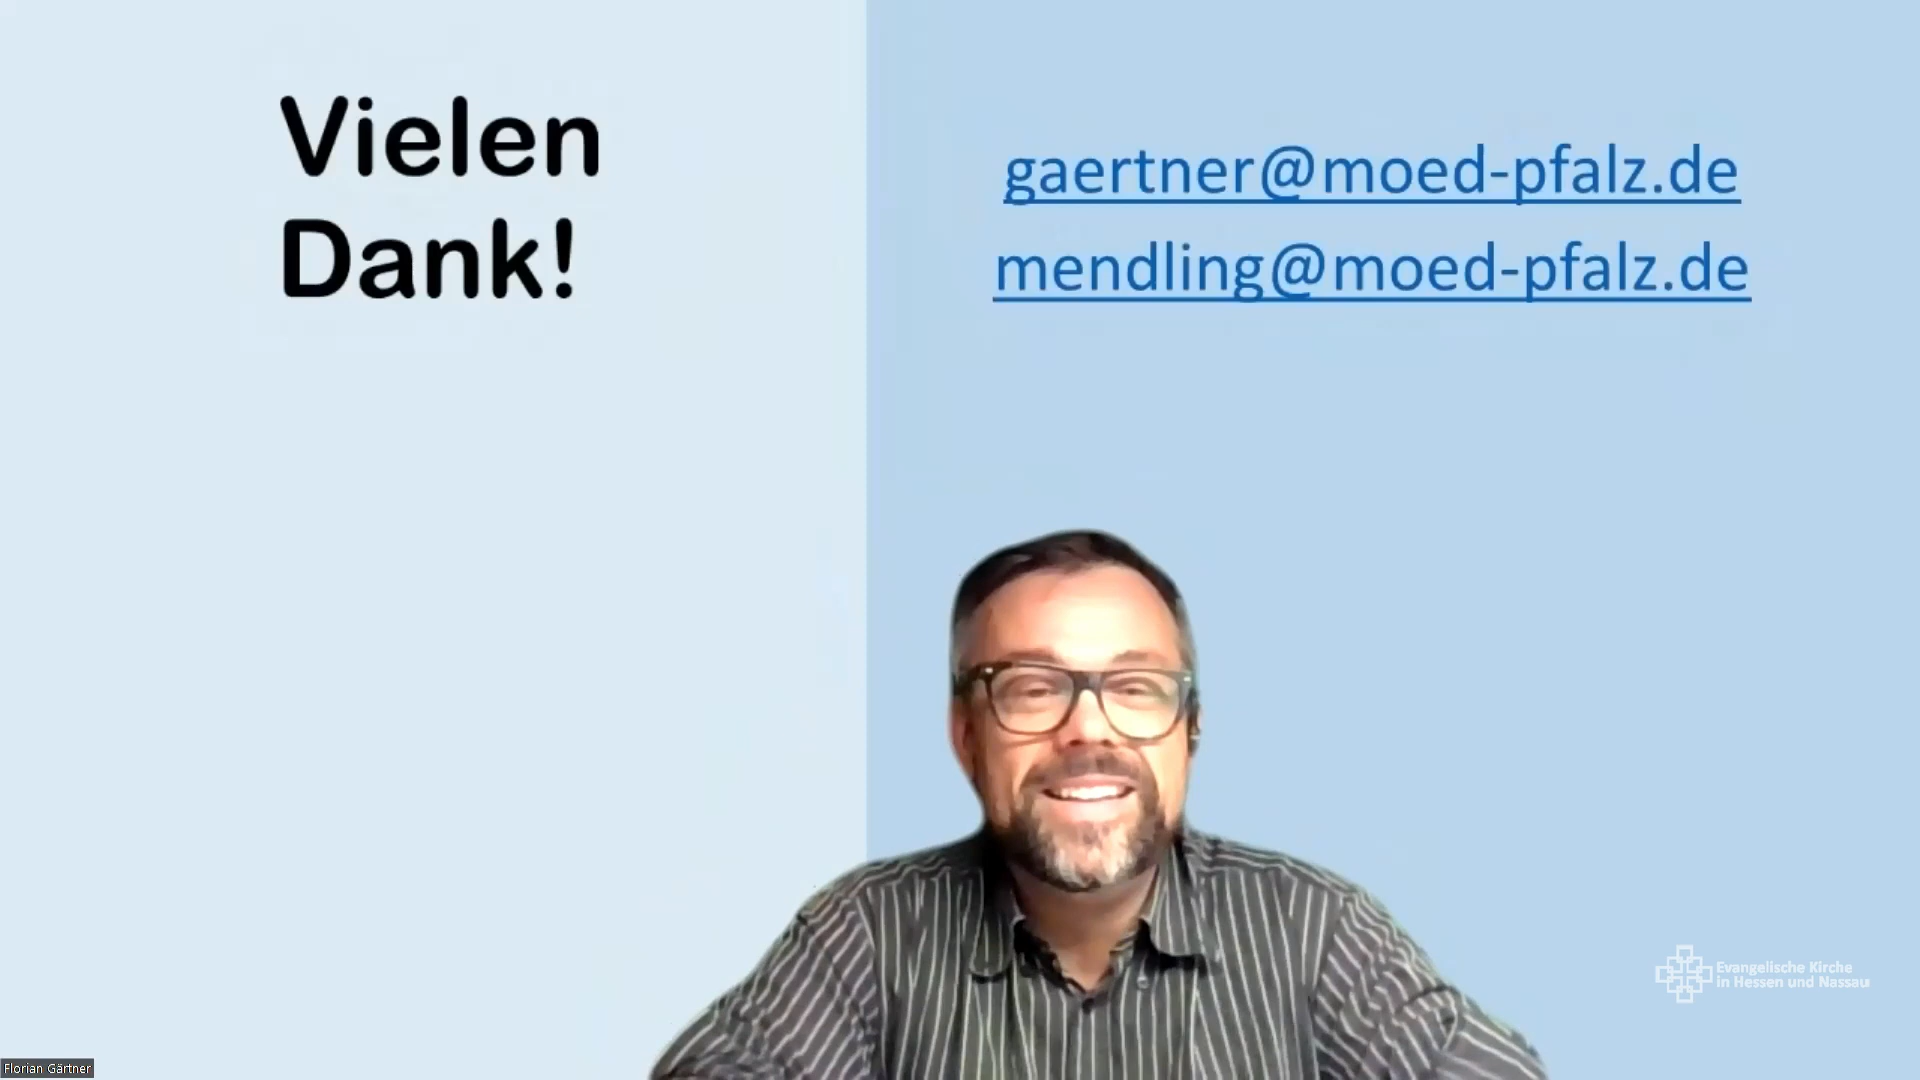 Vielen
Dank!
gaertner@moed-pfalz.de
mendling@moed-pfalz.de
Evangelische Kirche
in Hessen und Nassau
Florian Gärtner